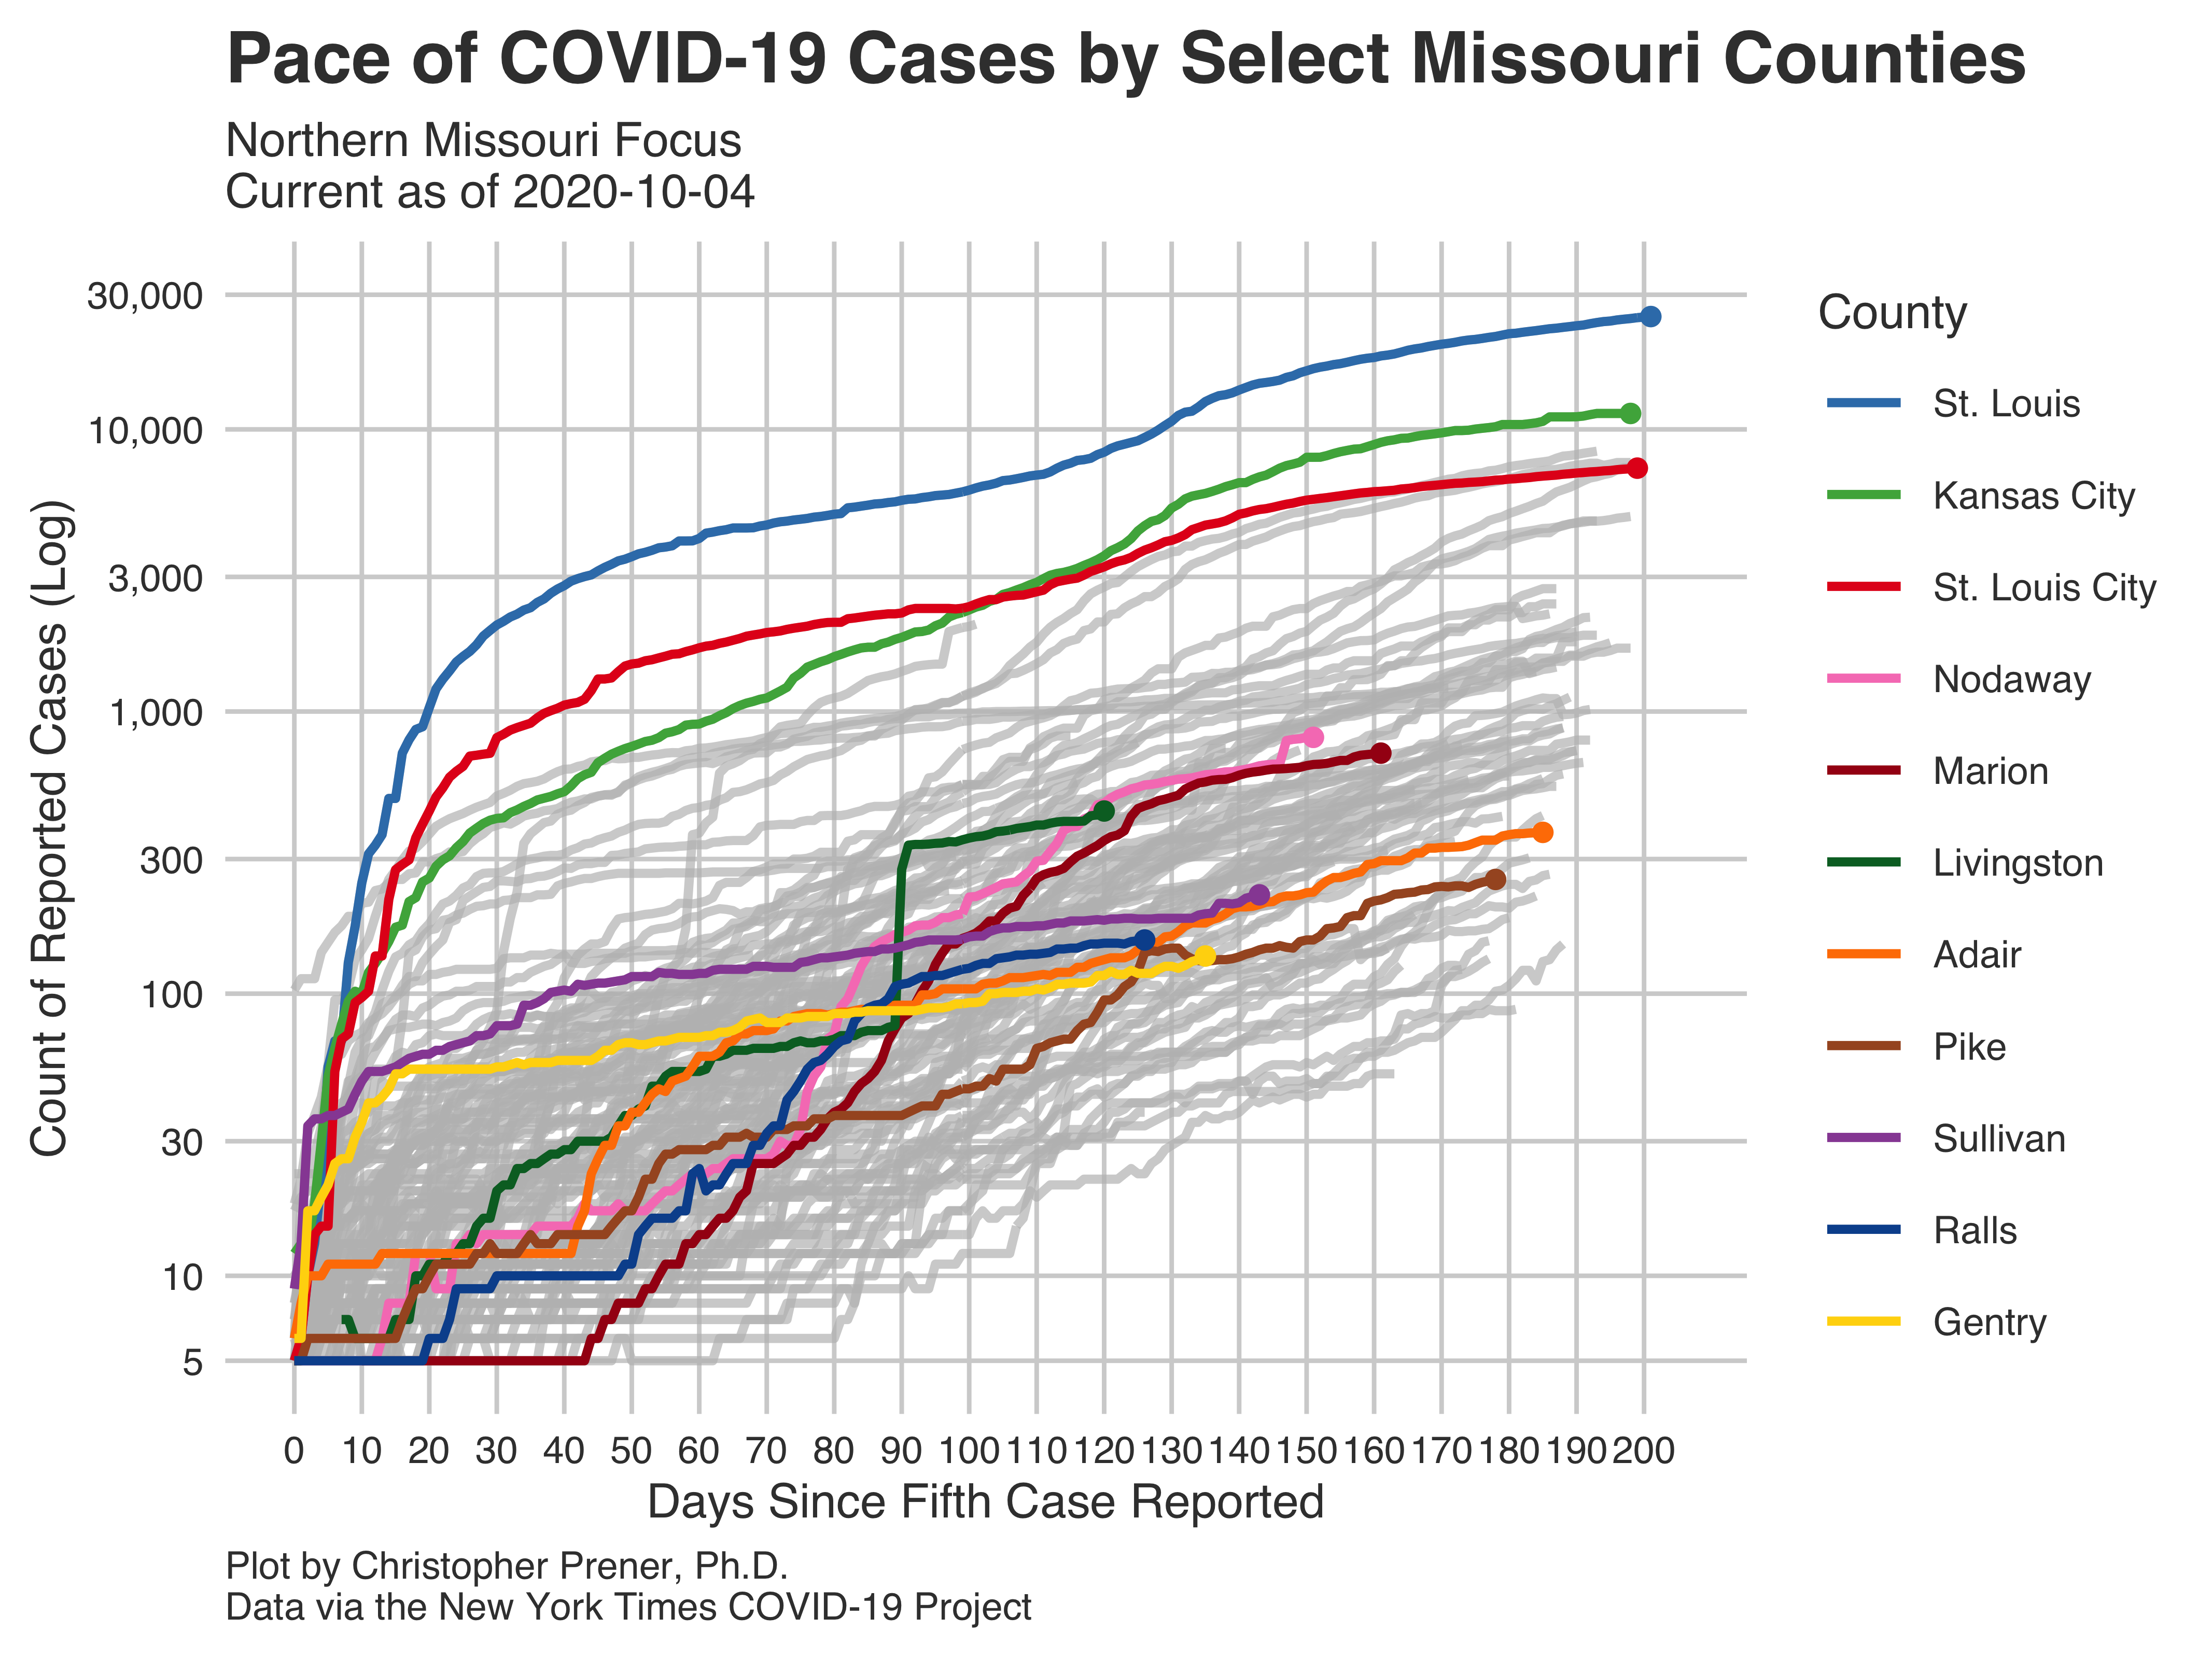 Pace of COVID-19 Cases by Select Missouri Counties
Northern Missouri Focus
Current as of 2020-10-04
Count of Reported Cases (Log)
30,000
10,000
3,000
1,000
300
100
30
10
5
0 10 20 30 40 50 60 70 80 90 100 110 120 130 140 150 160 170 180 190 200
Days Since Fifth Case Reported
County
St. Louis
Kansas City
St. Louis City
Nodaway
Marion
Livingston
Adair
Pike
Sullivan
Ralls
Gentry
Plot by Christopher Prener, Ph.D.
Data via the New York Times COVID-19 Project